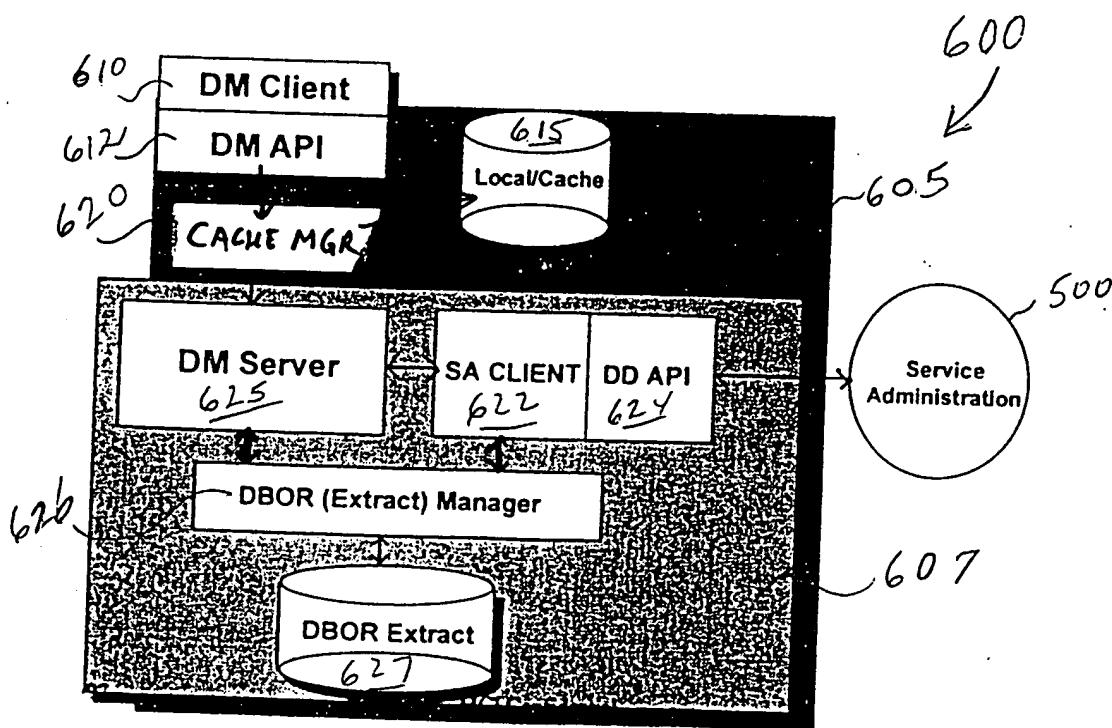 600
610
DM Client
612
DM API
615
Local/Cache
605
620
CACHE MGR
500
DM Server
625
SA CLIENT
622
DD API
624
Service
Administration
626
DBOR (Extract) Manager
607
DBOR Extract
627